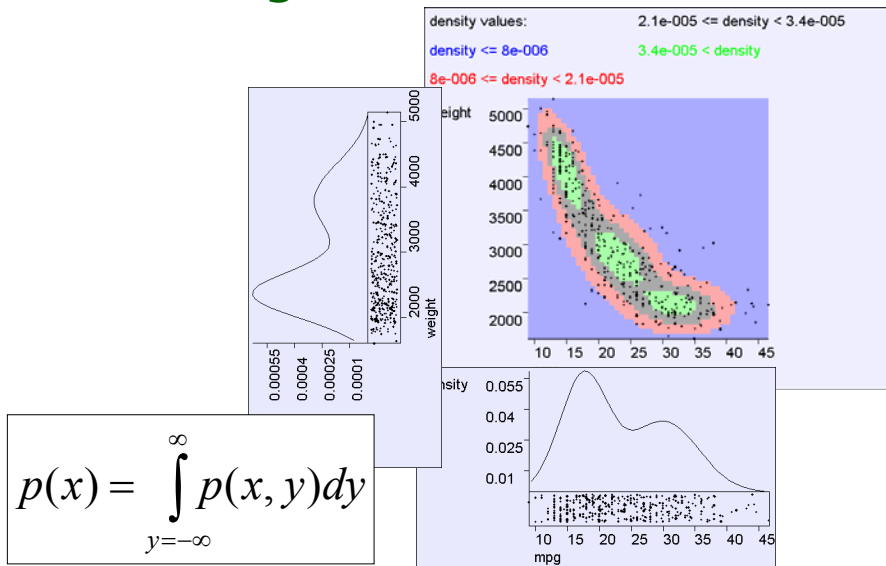 density values: 2.1e-005 <= density < 3.4e-005
density <= 8e-006 3.4e-005 < density
8e-006 <= density < 2.1e-005
5000
4500
4000
3500
3000
2500
2000
10 15 20 25 30 35 40 45
5000
4000
3000
2000
weight
0.00055
0.0004
0.00025
0.0001
0.055
0.04
0.025
0.01
10 15 20 25 30 35 40 45
mpg
p(x) = ∫_{y=-∞}^{∞} p(x, y)dy